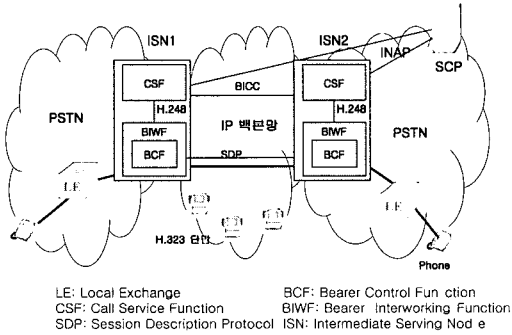 ISN1
ISN2
INAP
SCP
CSF
BICC
CSF
H.248
H.248
PSTN
BIWF
IP 백본망
BIWF
PSTN
BCF
SDP
BCF
LE
LE
H.323 단말
Phone
LE: Local Exchange
BCF: Bearer Control Fun ction
CSF: Call Service Function
BIWF: Bearer Interworking Function
SDP: Session Description Protocol
ISN: Intermediate Serving Nod e